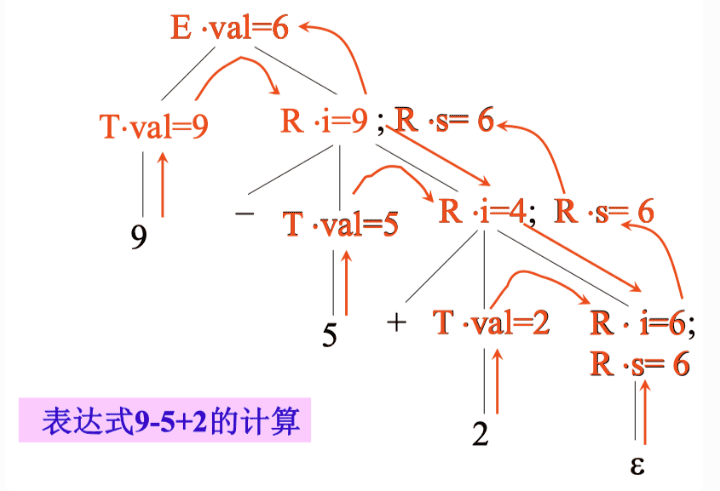 E ·val=6
T·val=9 R ·i=9 ; R ·s= 6
9 − T ·val=5 R ·i=4; R ·s= 6
5 + T ·val=2 R · i=6;
R ·s= 6
表达式9-5+2的计算
2
ε